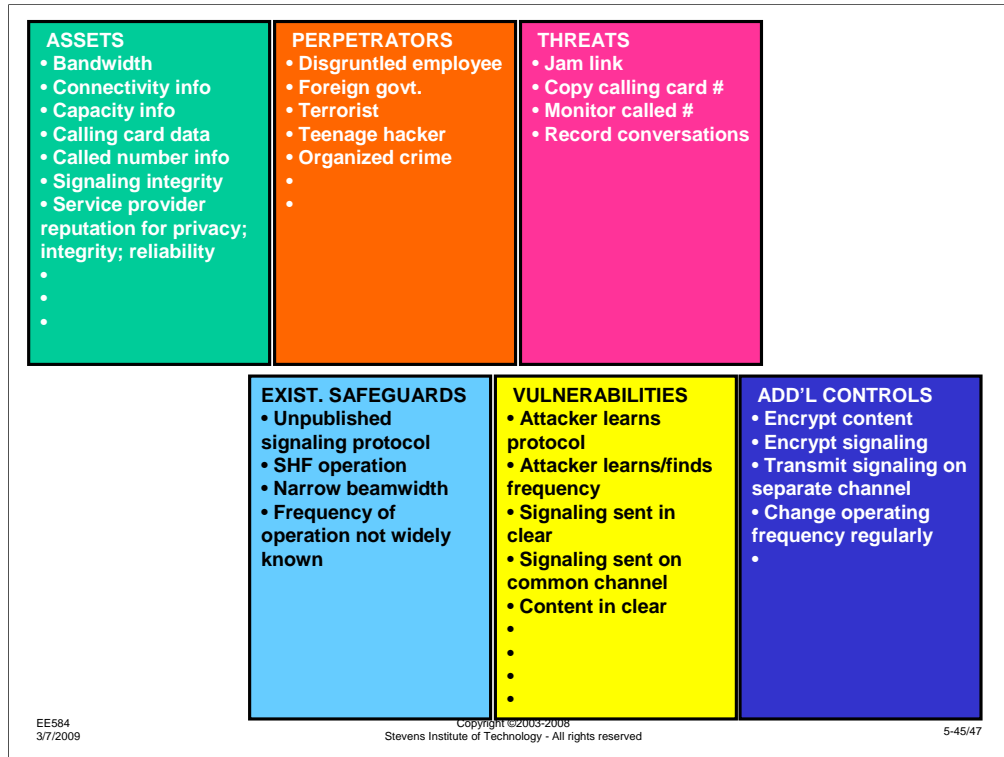 ASSETS
• Bandwidth
• Connectivity info
• Capacity info
• Calling card data
• Called number info
• Signaling integrity
• Service provider
reputation for privacy;
integrity; reliability
•
•
•
PERPETRATORS
• Disgruntled employee
• Foreign govt.
• Terrorist
• Teenage hacker
• Organized crime
•
•
THREATS
• Jam link
• Copy calling card #
• Monitor called #
• Record conversations
EXIST. SAFEGUARDS
• Unpublished
signaling protocol
• SHF operation
• Narrow beamwidth
• Frequency of
operation not widely
known
VULNERABILITIES
• Attacker learns
protocol
• Attacker learns/finds
frequency
• Signaling sent in
clear
• Signaling sent on
common channel
• Content in clear
•
•
•
•
ADD'L CONTROLS
• Encrypt content
• Encrypt signaling
• Transmit signaling on
separate channel
• Change operating
frequency regularly
•
EE584
3/7/2009
Copyright ©2003-2008
Stevens Institute of Technology - All rights reserved
5-45/47